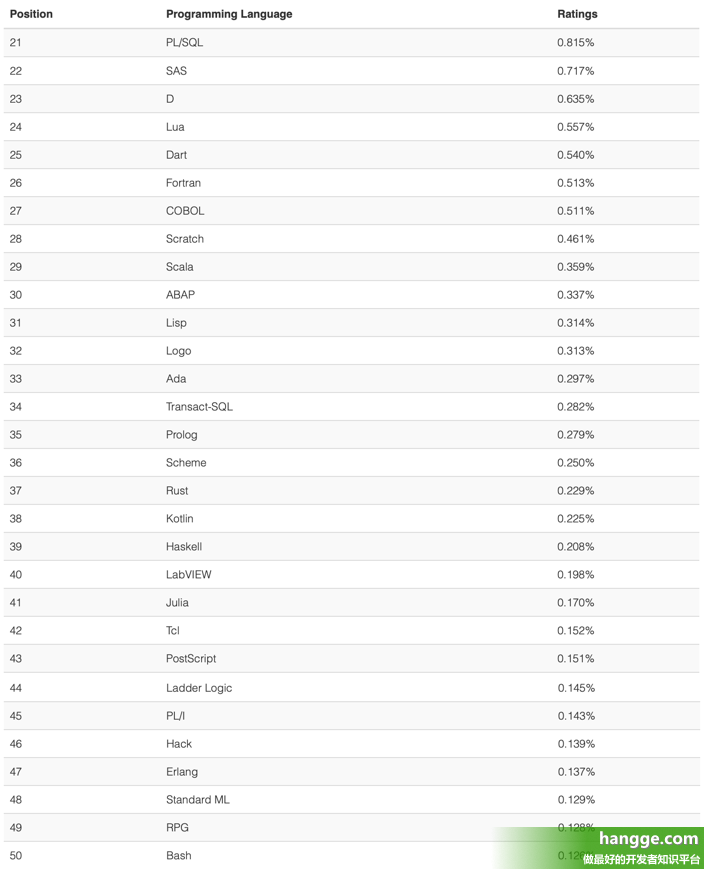 Position Programming Language Ratings
21 PL/SQL 0.815%
22 SAS 0.717%
23 D 0.635%
24 Lua 0.557%
25 Dart 0.540%
26 Fortran 0.513%
27 COBOL 0.511%
28 Scratch 0.461%
29 Scala 0.359%
30 ABAP 0.337%
31 Lisp 0.314%
32 Logo 0.313%
33 Ada 0.297%
34 Transact-SQL 0.282%
35 Prolog 0.279%
36 Scheme 0.250%
37 Rust 0.229%
38 Kotlin 0.225%
39 Haskell 0.208%
40 LabVIEW 0.198%
41 Julia 0.170%
42 Tcl 0.152%
43 PostScript 0.151%
44 Ladder Logic 0.145%
45 PL/I 0.143%
46 Hack 0.139%
47 Erlang 0.137%
48 Standard ML 0.129%
49 RPG
50 Bash
hangge.com
做最好的开发者知识平台